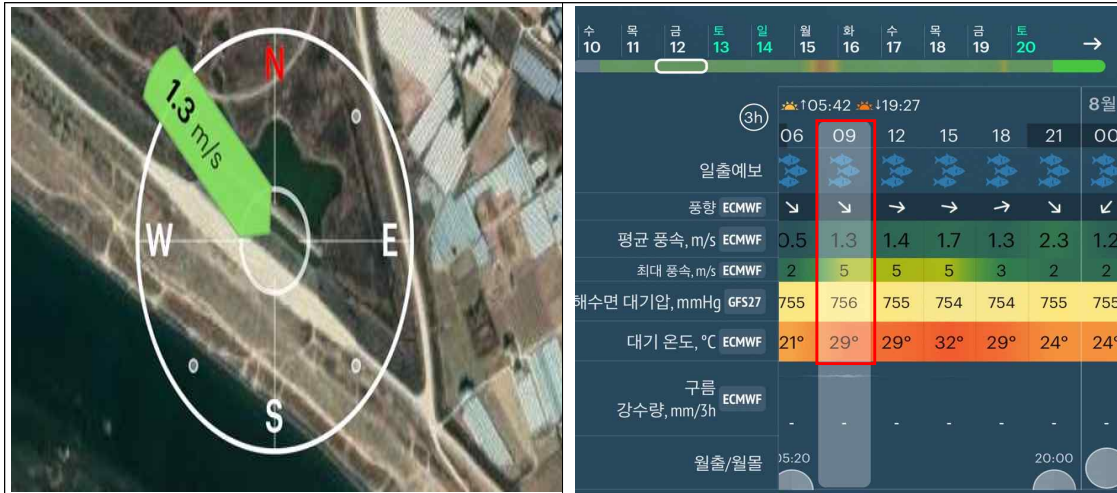 N
1.3 m/s
W
E
S
수 목 금 토 일 월 화 수 목 금 토
10 11 12 13 14 15 16 17 18 19 20 →
↑05:42 ↓19:27 8월
3h
06 09 12 15 18 21 00
일출예보
풍향 ECMWF ↘ ↘ → → → ↘ ↙
평균 풍속, m/s ECMWF 0.5 1.3 1.4 1.7 1.3 2.3 1.2
최대 풍속, m/s ECMWF 2 5 5 5 3 2 2
해수면 대기압, mmHg GFS27 755 756 755 754 754 755 755
대기 온도, °C ECMWF 21° 29° 29° 32° 29° 24° 24°
구름
강수량, mm/3h ECMWF - - - - - - -
월출/월몰 05:20 20:00